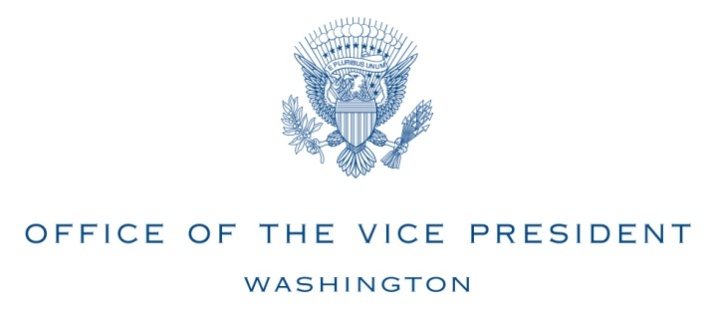 E PLURIBUS UNUM
OFFICE OF THE VICE PRESIDENT
WASHINGTON